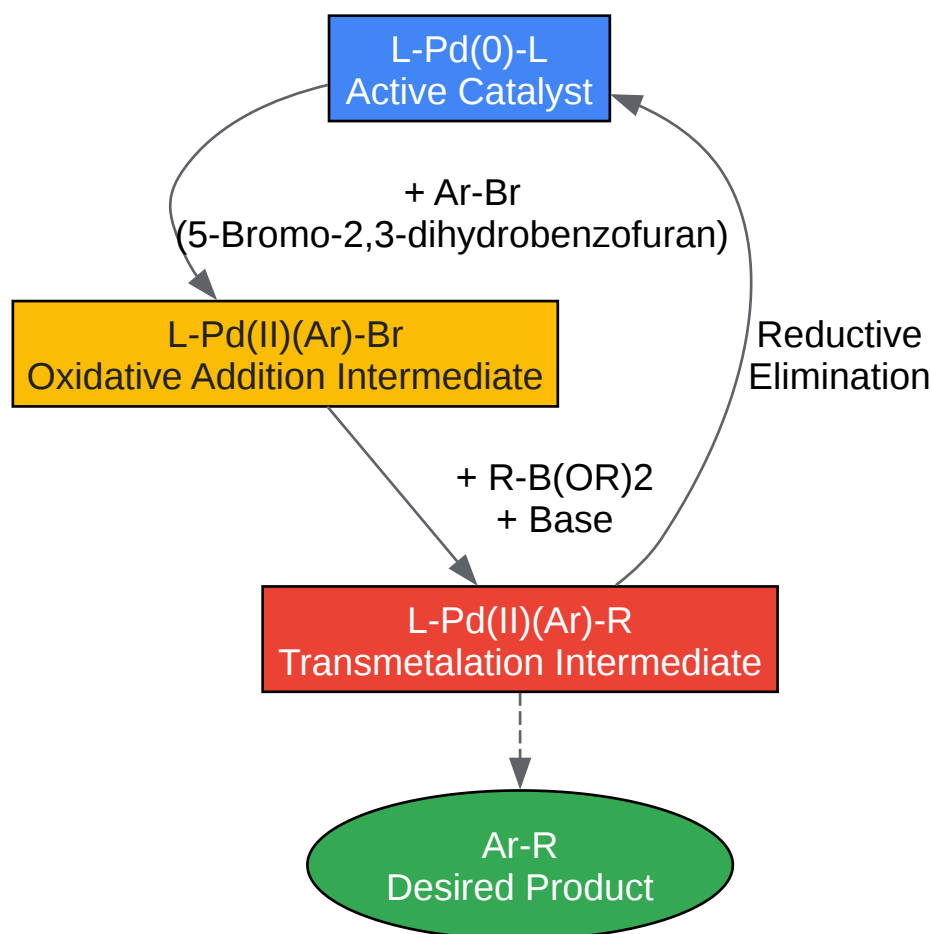 L-Pd(0)-L
Active Catalyst
+ Ar-Br
(5-Bromo-2,3-dihydrobenzofuran)
L-Pd(II)(Ar)-Br
Oxidative Addition Intermediate
Reductive
Elimination
+ R-B(OR)2
+ Base
L-Pd(II)(Ar)-R
Transmetalation Intermediate
Ar-R
Desired Product